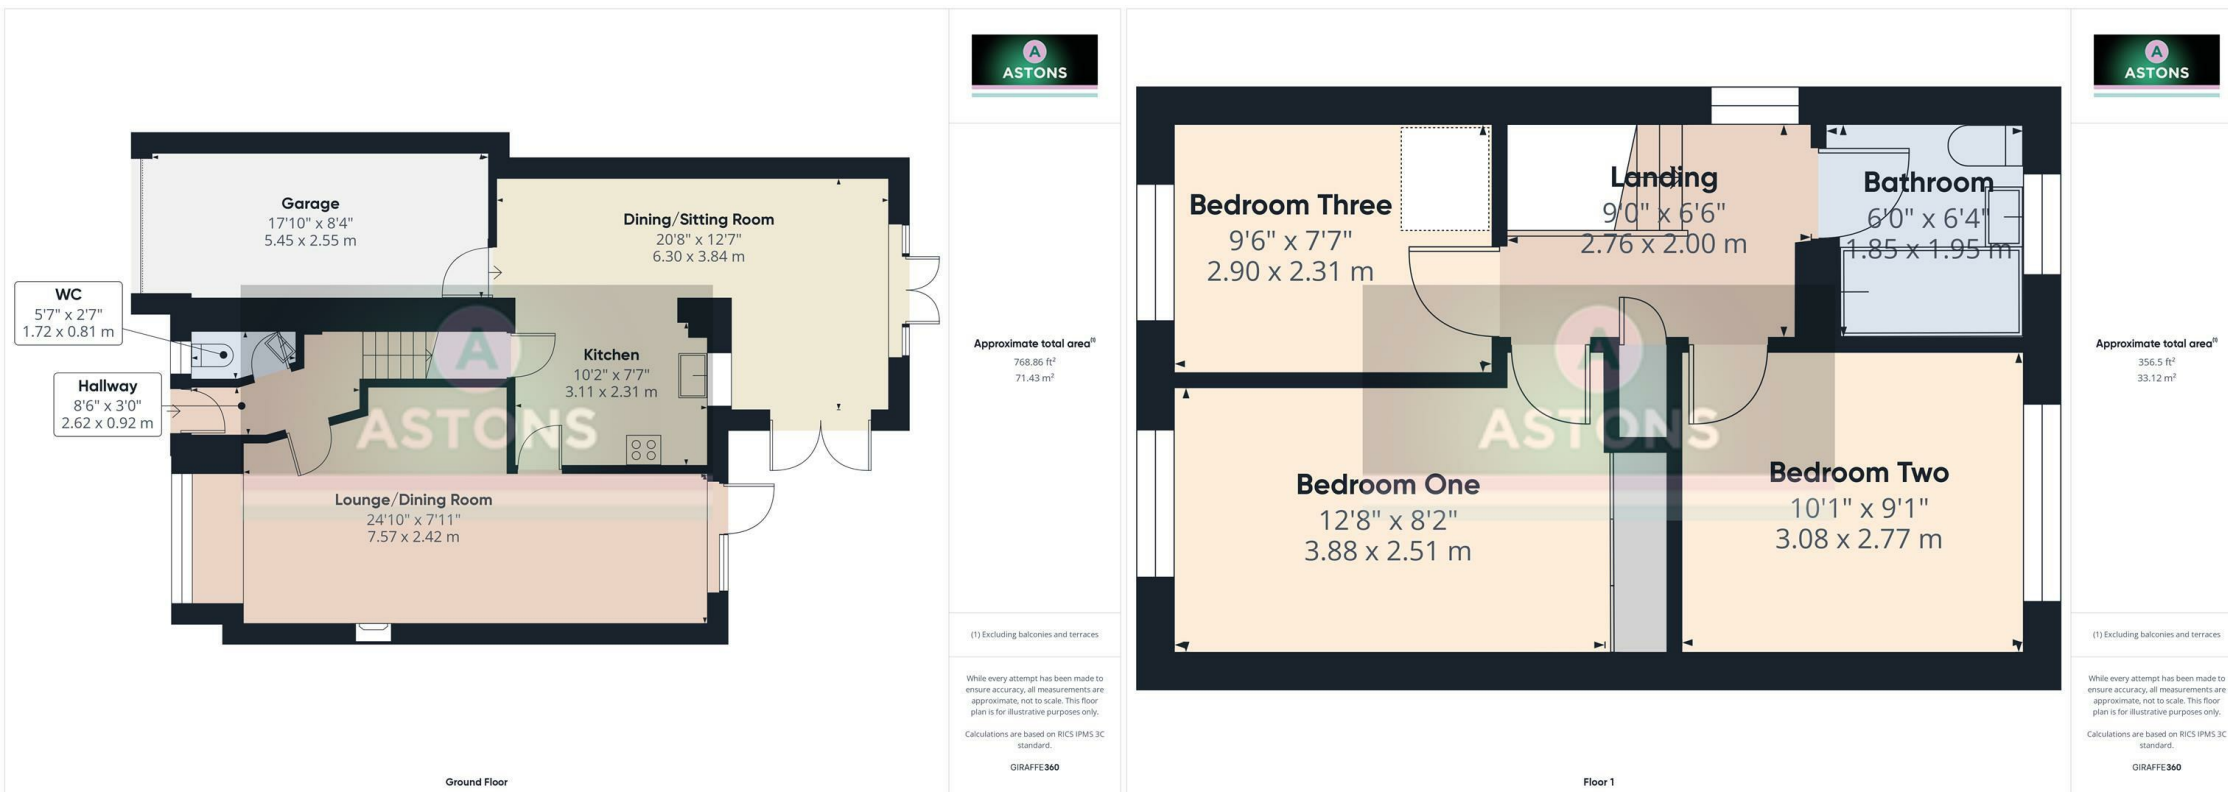 A
ASTONS
Garage
17'10" x 8'4"
5.45 x 2.55 m
Dining/Sitting Room
20'8" x 12'7"
6.30 x 3.84 m
WC
5'7" x 2'7"
1.72 x 0.81 m
Hallway
8'6" x 3'0"
2.62 x 0.92 m
Kitchen
10'2" x 7'7"
3.11 x 2.31 m
A
ASTONS
Lounge/Dining Room
24'10" x 7'11"
7.57 x 2.42 m
Approximate total area(1)
768.86 ft²
71.43 m²
(1) Excluding balconies and terraces
While every attempt has been made to
ensure accuracy, all measurements are
approximate, not to scale. This floor
plan is for illustrative purposes only.
Calculations are based on RICS IPMS 3C
standard.
GIRAFFE360
Ground Floor
A
ASTONS
Bedroom Three
9'6" x 7'7"
2.90 x 2.31 m
Landing
9'0" x 6'6"
2.76 x 2.00 m
Bathroom
6'0" x 6'4"
1.85 x 1.95 m
A
ASTONS
Bedroom One
12'8" x 8'2"
3.88 x 2.51 m
Bedroom Two
10'1" x 9'1"
3.08 x 2.77 m
Approximate total area(1)
356.5 ft²
33.12 m²
(1) Excluding balconies and terraces
While every attempt has been made to
ensure accuracy, all measurements are
approximate, not to scale. This floor
plan is for illustrative purposes only.
Calculations are based on RICS IPMS 3C
standard.
GIRAFFE360
Floor 1